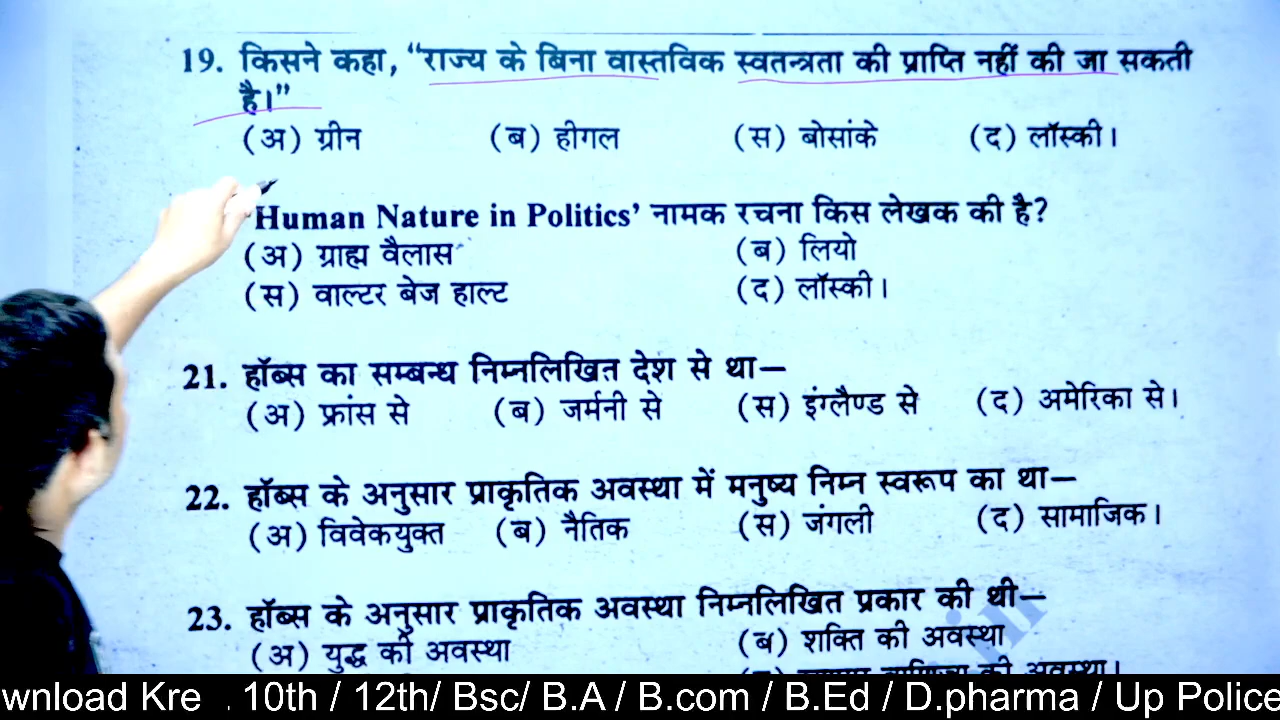 19. किसने कहा, “राज्य के बिना वास्तविक स्वतन्त्रता की प्राप्ति नहीं की जा सकती
है।”
(अ) ग्रीन (ब) हीगल (स) बोसांके (द) लॉस्की।
Human Nature in Politics’ नामक रचना किस लेखक की है?
(अ) ग्राह्म वैलास (ब) लियो
(स) वाल्टर बेज हाल्ट (द) लॉस्की।
21. हॉब्स का सम्बन्ध निम्नलिखित देश से था—
(अ) फ्रांस से (ब) जर्मनी से (स) इंग्लैण्ड से (द) अमेरिका से।
22. हॉब्स के अनुसार प्राकृतिक अवस्था में मनुष्य निम्न स्वरूप का था—
(अ) विवेकयुक्त (ब) नैतिक (स) जंगली (द) सामाजिक।
23. हॉब्स के अनुसार प्राकृतिक अवस्था निम्नलिखित प्रकार की थी—
(अ) युद्ध की अवस्था (ब) शक्ति की अवस्था
की अवस्था।
wnload Kre . 10th / 12th/ Bsc/ B.A / B.com / B.Ed / D.pharma / Up Police